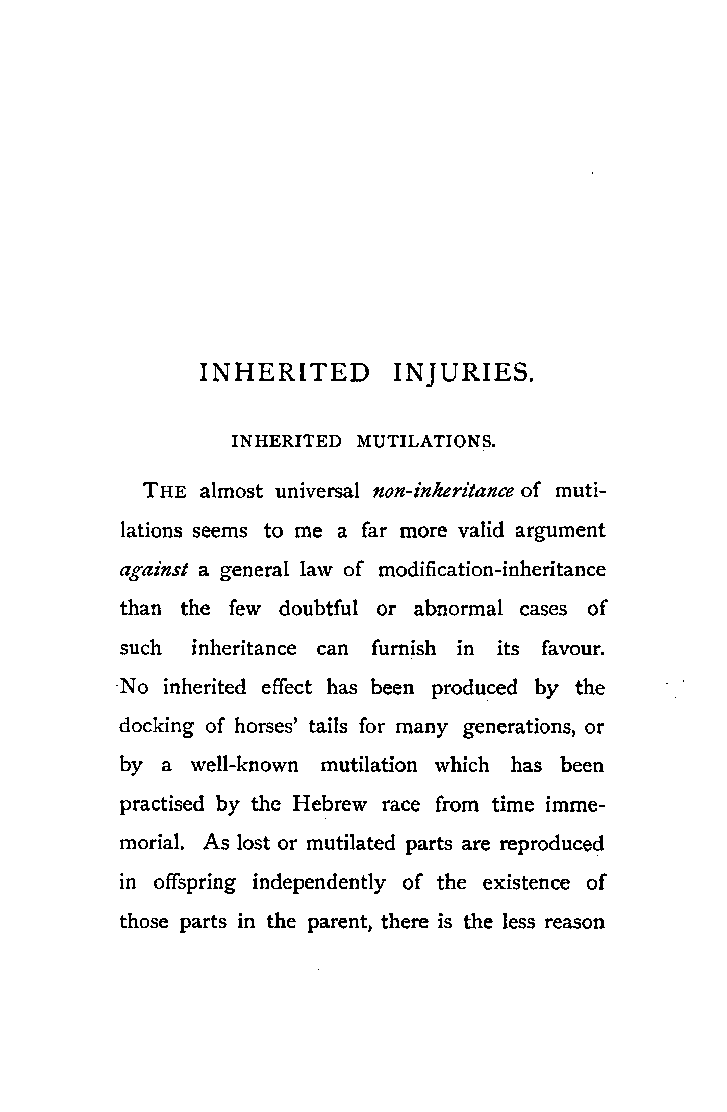 INHERITED INJURIES.
INHERITED MUTILATIONS.
THE almost universal non-inheritance of muti-
lations seems to me a far more valid argument
against a general law of modification-inheritance
than the few doubtful or abnormal cases of
such inheritance can furnish in its favour.
No inherited effect has been produced by the
docking of horses' tails for many generations, or
by a well-known mutilation which has been
practised by the Hebrew race from time imme-
morial. As lost or mutilated parts are reproduced
in offspring independently of the existence of
those parts in the parent, there is the less reason